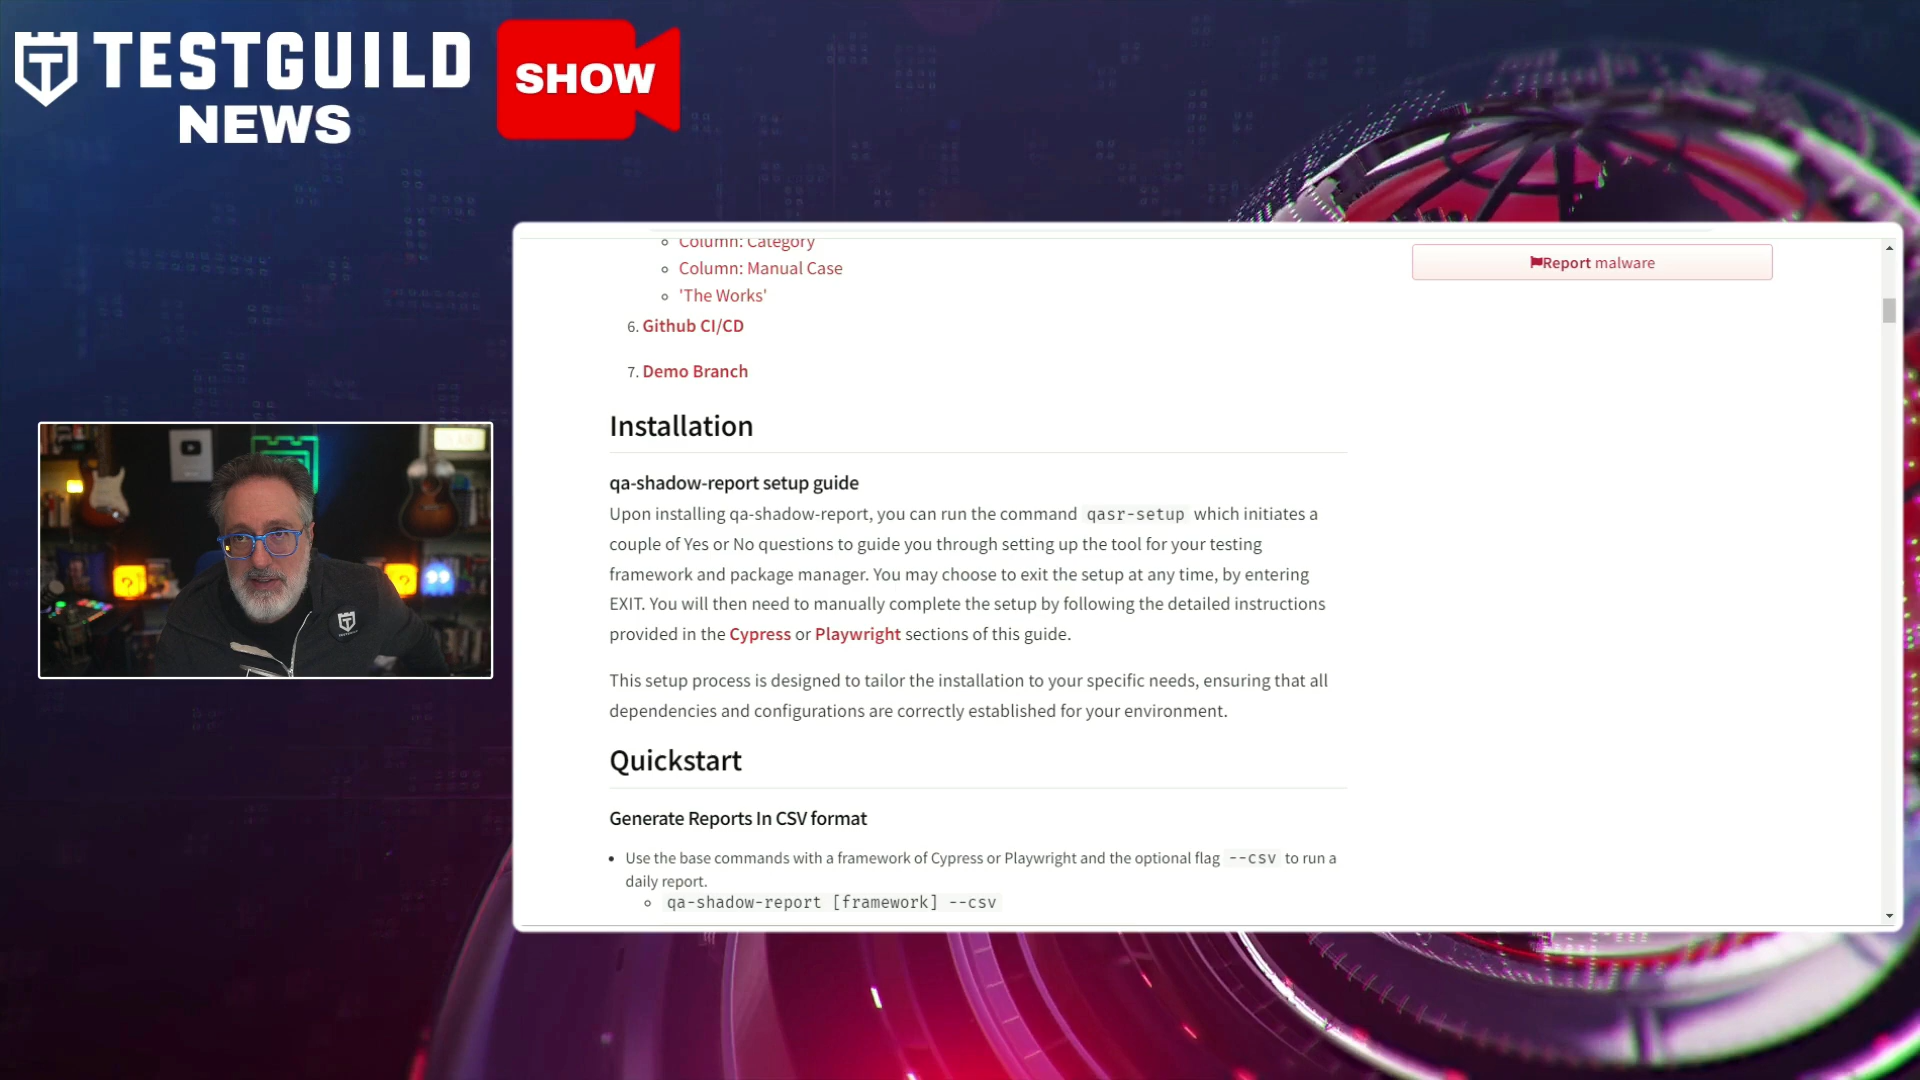 TESTGUILD
NEWS
SHOW
Column: Category
Column: Manual Case
'The Works'
6. Github CI/CD
7. Demo Branch
Report malware
Installation
qa-shadow-report setup guide
Upon installing qa-shadow-report, you can run the command qasr-setup which initiates a
couple of Yes or No questions to guide you through setting up the tool for your testing
framework and package manager. You may choose to exit the setup at any time, by entering
EXIT. You will then need to manually complete the setup by following the detailed instructions
provided in the Cypress or Playwright sections of this guide.
This setup process is designed to tailor the installation to your specific needs, ensuring that all
dependencies and configurations are correctly established for your environment.
Quickstart
Generate Reports In CSV format
Use the base commands with a framework of Cypress or Playwright and the optional flag --csv to run a
daily report.
qa-shadow-report [framework] --csv